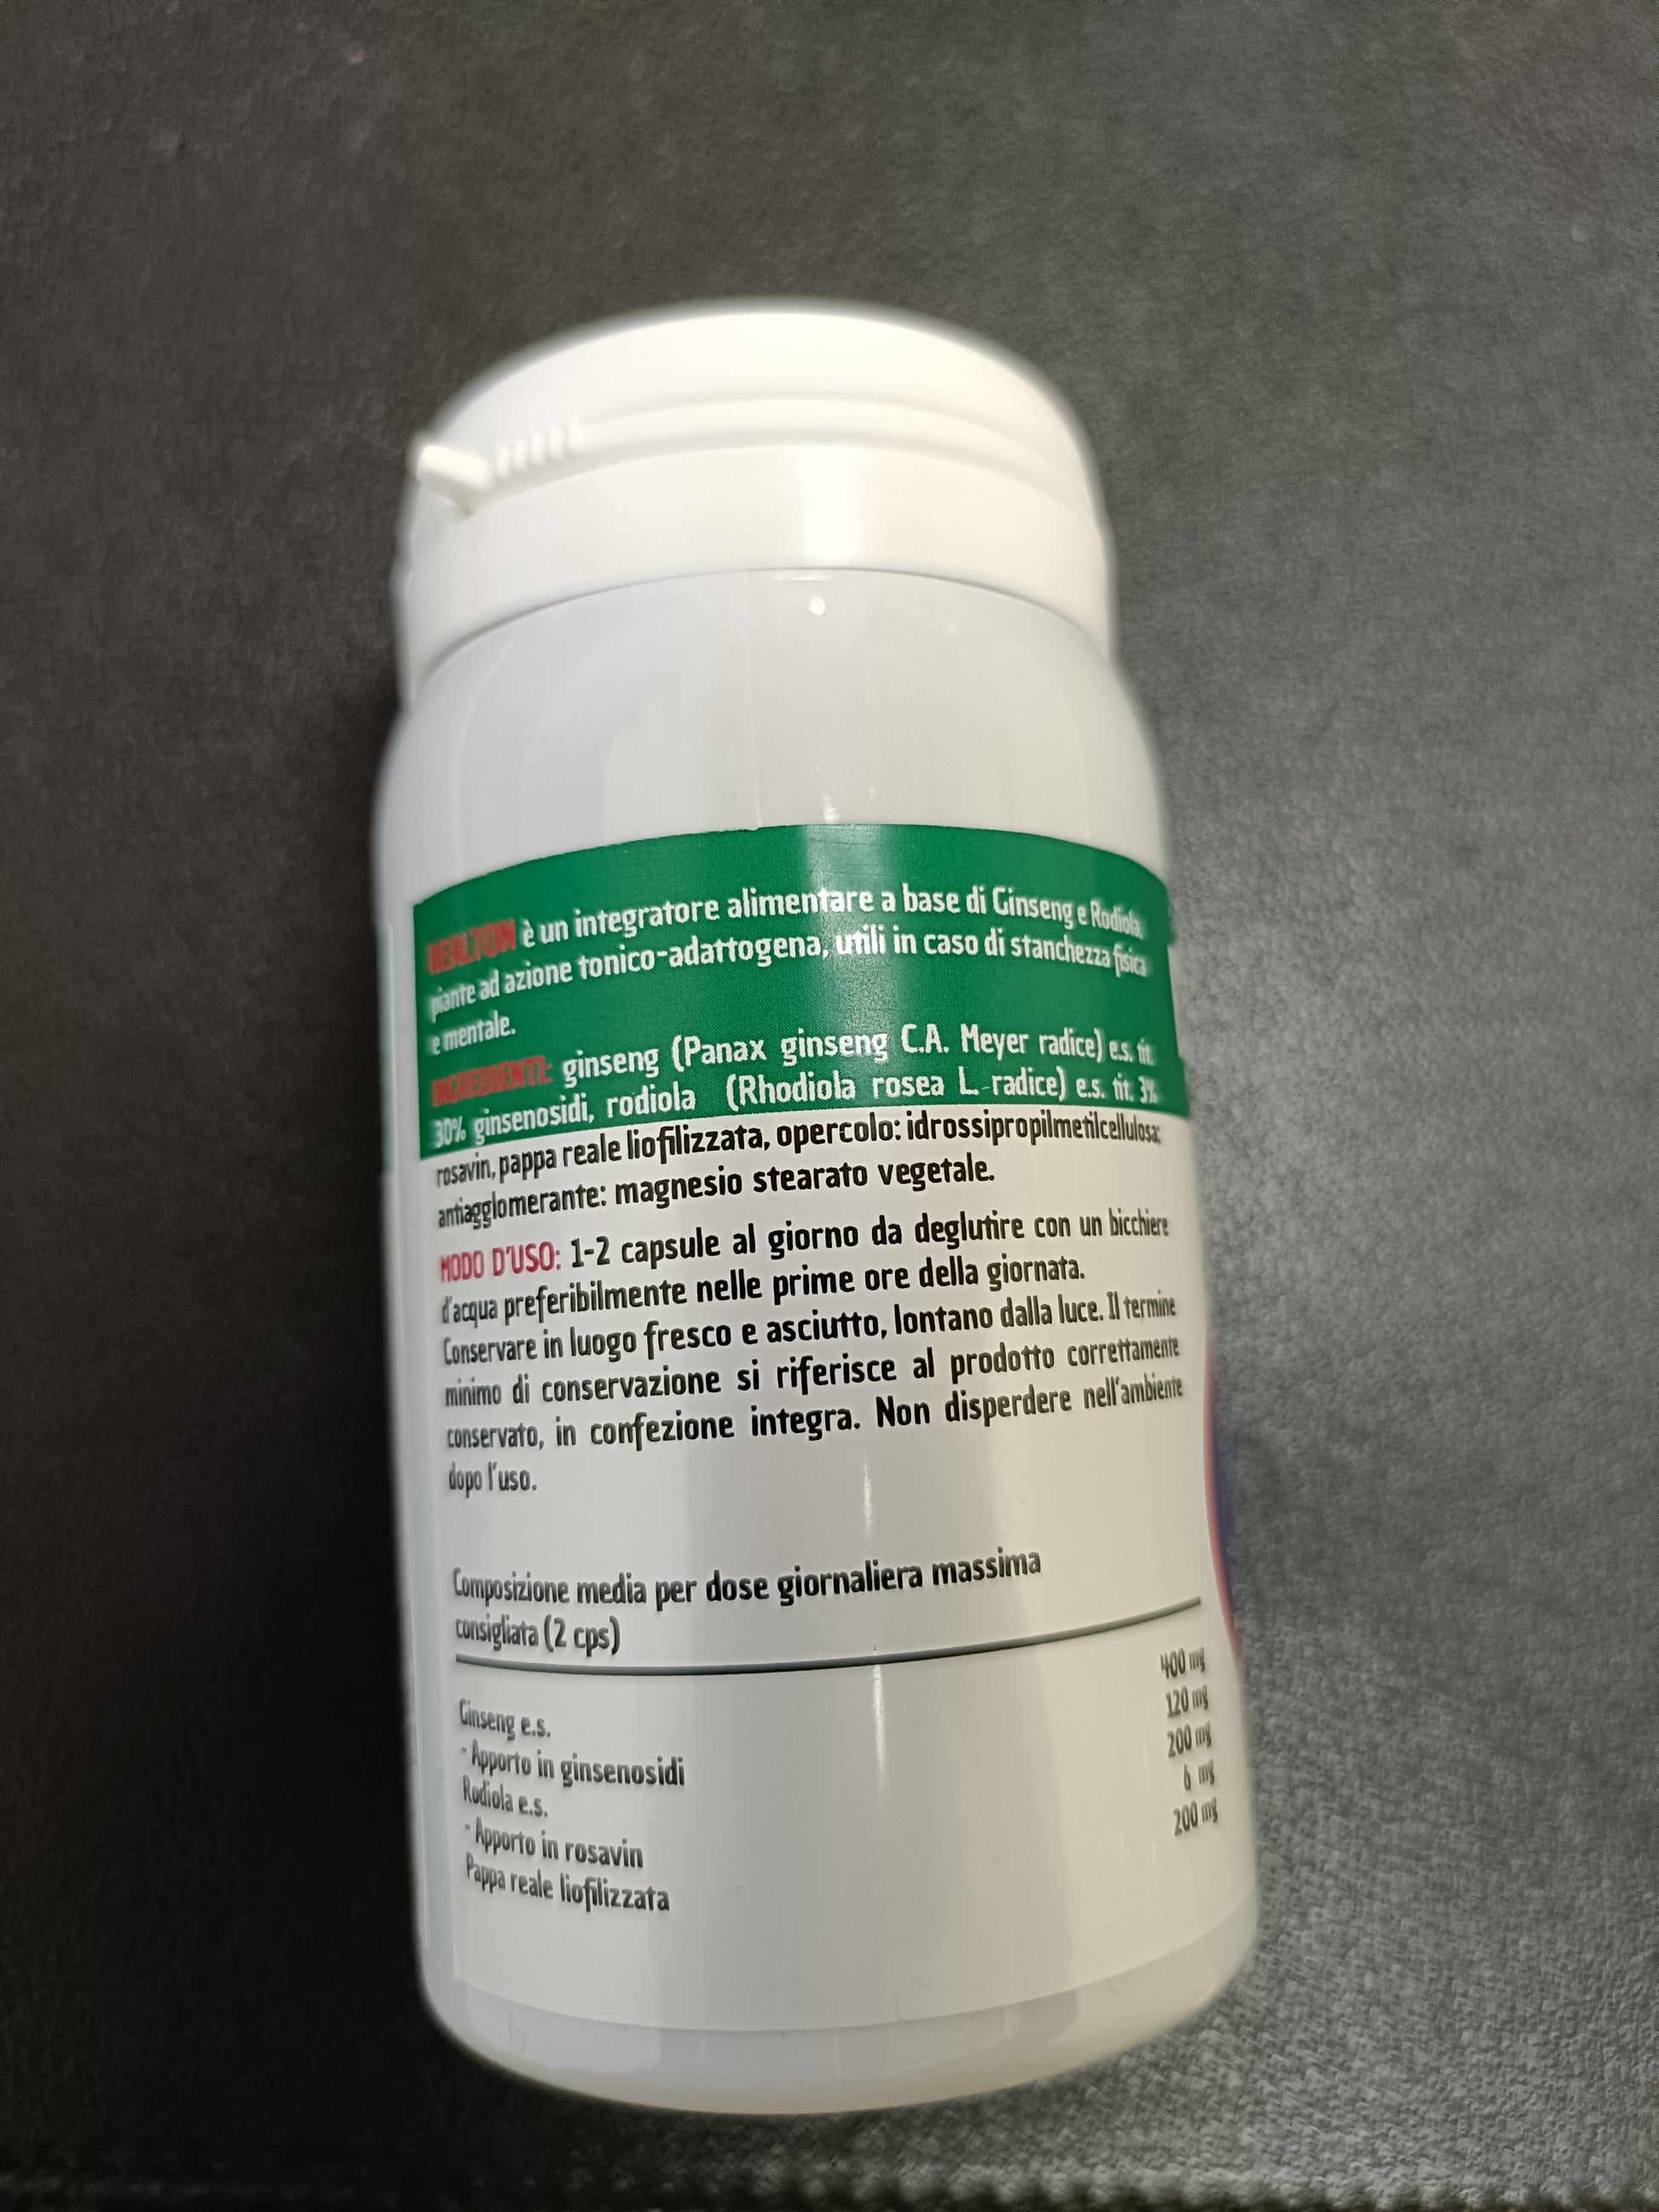 è un integratore alimentare a base di Ginseng e Rodiola,
piante ad azione tonico-adattogena, utili in caso di stanchezza fisica
e mentale.
INGREDIENTI: ginseng (Panax ginseng C.A. Meyer radice) e.s. tit.
30% ginsenosidi, rodiola (Rhodiola rosea L. radice) e.s. tit. 3%
rosavin, pappa reale liofilizzata, opercolo: idrossipropilmetilcellulosa;
antiagglomerante: magnesio stearato vegetale.
MODO D'USO: 1-2 capsule al giorno da deglutire con un bicchiere
d'acqua preferibilmente nelle prime ore della giornata.
Conservare in luogo fresco e asciutto, lontano dalla luce. Il termine
minimo di conservazione si riferisce al prodotto correttamente
conservato, in confezione integra. Non disperdere nell'ambiente
dopo l'uso.
Composizione media per dose giornaliera massima
consigliata (2 cps)
Ginseng e.s. 400 mg
- Apporto in ginsenosidi 120 mg
Rodiola e.s. 200 mg
- Apporto in rosavin 6 mg
Pappa reale liofilizzata 200 mg